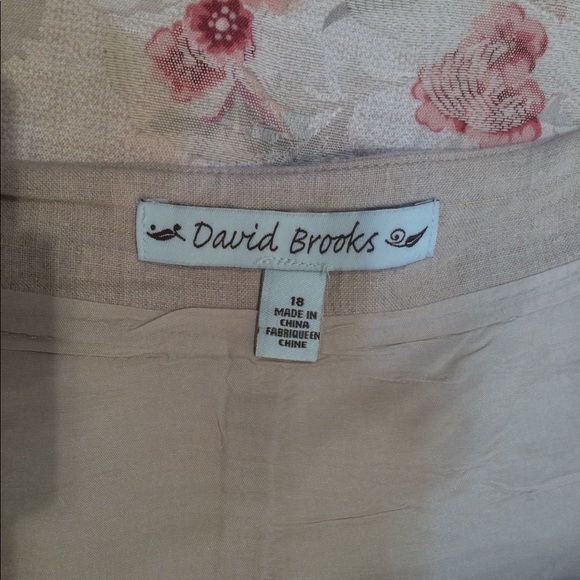 David Brooks
18
MADE IN
CHINA
FABRIQUE EN
CHINE